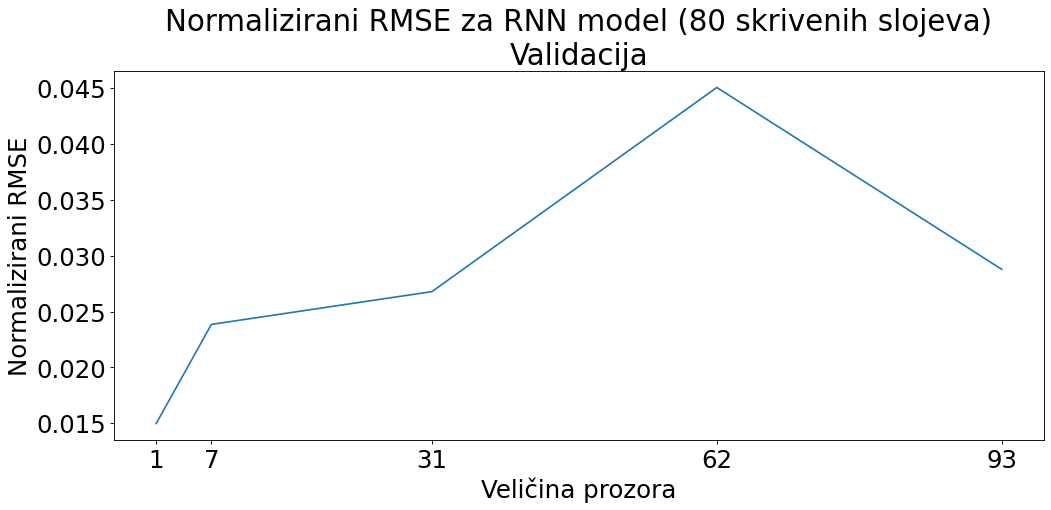 Normalizirani RMSE za RNN model (80 skrivenih slojeva)
Validacija
Normalizirani RMSE
0.045
0.040
0.035
0.030
0.025
0.020
0.015
1 7 31 62 93
Veličina prozora